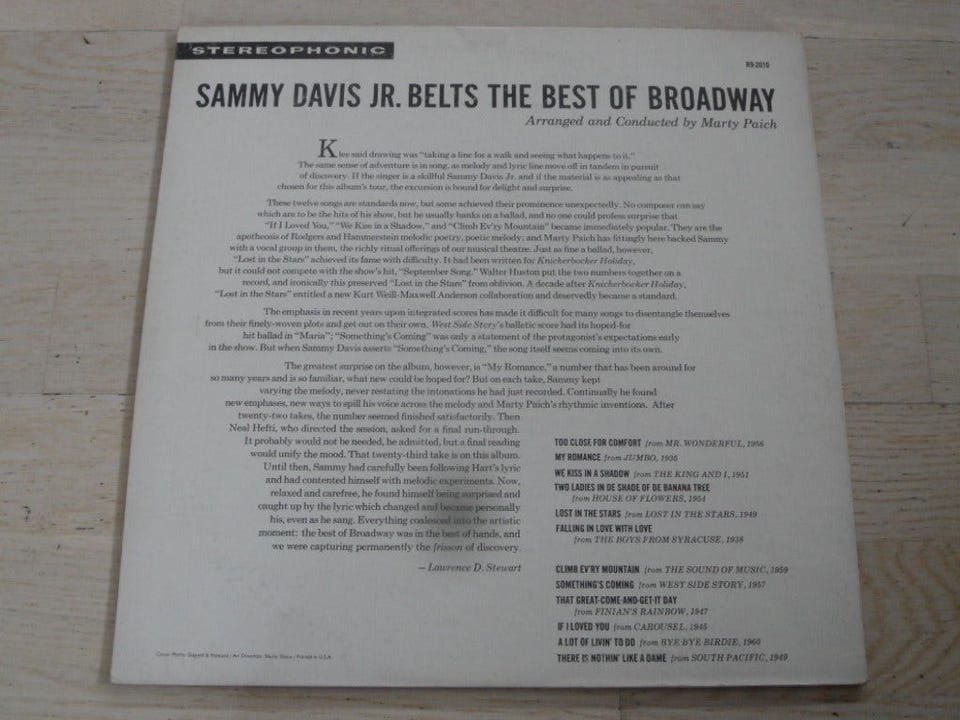 STEREOPHONIC
RS-2010
SAMMY DAVIS JR. BELTS THE BEST OF BROADWAY
Arranged and Conducted by Marty Paich
Klee said drawing was "taking a line for a walk and seeing what happens to it."
The same sense of adventure is in song, as melody and lyric line move off in tandem in pursuit
of discovery. If the singer is a skillful Sammy Davis Jr. and if the material is as appealing as that
chosen for this album's tour, the excursion is bound for delight and surprise.
These twelve songs are standards now, but some achieved their prominence unexpectedly. No composer can say
which are to be the hits of his show, but he usually banks on a ballad, and no one could profess surprise that
"If I Loved You," "We Kiss in a Shadow," and "Climb Ev'ry Mountain" became immediately popular. They are the
apotheosis of Rodgers and Hammerstein melodic poetry, poetic melody; and Marty Paich has fittingly here backed Sammy
with a vocal group in them, the richly ritual offerings of our musical theatre. Just as fine a ballad, however,
"Lost in the Stars" achieved its fame with difficulty. It had been written for Knickerbocker Holiday,
but it could not compete with the show's hit, "September Song." Walter Huston put the two numbers together on a
record, and ironically this preserved "Lost in the Stars" from oblivion. A decade after Knickerbocker Holiday,
"Lost in the Stars" entitled a new Kurt Weill-Maxwell Anderson collaboration and deservedly became a standard.
The emphasis in recent years upon integrated scores has made it difficult for many songs to disentangle themselves
from their finely-woven plots and get out on their own. West Side Story's balletic score had its hoped-for
hit ballad in "Maria"; "Something's Coming" was only a statement of the protagonist's expectations early
in the show. But when Sammy Davis asserts "Something's Coming," the song itself seems coming into its own.
The greatest surprise on the album, however, is "My Romance," a number that has been around for
so many years and is so familiar, what new could be hoped for? But on each take, Sammy kept
varying the melody, never restating the intonations he had just recorded. Continually he found
new emphases, new ways to spill his voice across the melody and Marty Paich's rhythmic inventions. After
twenty-two takes, the number seemed finished satisfactorily. Then
Neal Hefti, who directed the session, asked for a final run-through.
It probably would not be needed, he admitted, but a final reading
would unify the mood. That twenty-third take is on this album.
Until then, Sammy had carefully been following Hart's lyric
and had contented himself with melodic experiments. Now,
relaxed and carefree, he found himself being surprised and
caught up by the lyric which changed and became personally
his, even as he sang. Everything coalesced into the artistic
moment: the best of Broadway was in the best of hands, and
we were capturing permanently the frisson of discovery.
– Lawrence D. Stewart
TOO CLOSE FOR COMFORT from MR. WONDERFUL, 1956
MY ROMANCE from JUMBO, 1935
WE KISS IN A SHADOW from THE KING AND I, 1951
TWO LADIES IN DE SHADE OF DE BANANA TREE
from HOUSE OF FLOWERS, 1954
LOST IN THE STARS from LOST IN THE STARS, 1949
FALLING IN LOVE WITH LOVE
from THE BOYS FROM SYRACUSE, 1938
CLIMB EV'RY MOUNTAIN from THE SOUND OF MUSIC, 1959
SOMETHING'S COMING from WEST SIDE STORY, 1957
THAT GREAT-COME-AND-GET-IT DAY
from FINIAN'S RAINBOW, 1947
IF I LOVED YOU from CAROUSEL, 1945
A LOT OF LIVIN' TO DO from BYE BYE BIRDIE, 1960
THERE IS NOTHIN' LIKE A DAME from SOUTH PACIFIC, 1949
Cover Photo: / Art Direction: / Printed in U.S.A.